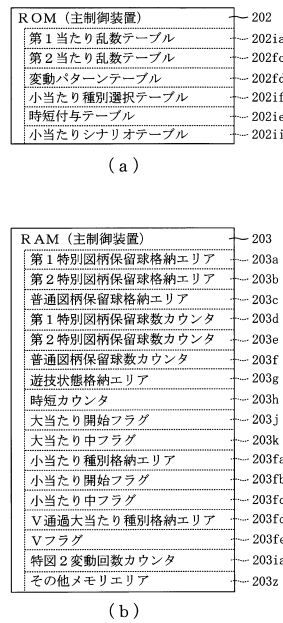 ROM（主制御装置） 202
第１当たり乱数テーブル 202ia
第２当たり乱数テーブル 202fc
変動パターンテーブル 202fd
小当たり種別選択テーブル 202if
時短付与テーブル 202ie
小当たりシナリオテーブル 202ii
（a）
RAM（主制御装置） 203
第１特別図柄保留球格納エリア 203a
第２特別図柄保留球格納エリア 203b
普通図柄保留球格納エリア 203c
第１特別図柄保留球数カウンタ 203d
第２特別図柄保留球数カウンタ 203e
普通図柄保留球数カウンタ 203f
遊技状態格納エリア 203g
時短カウンタ 203h
大当たり開始フラグ 203j
大当たり中フラグ 203k
小当たり種別格納エリア 203fa
小当たり開始フラグ 203fb
小当たり中フラグ 203fc
Ｖ通過大当たり種別格納エリア 203fc
Ｖフラグ 203fe
特図２変動回数カウンタ 203ia
その他メモリエリア 203z
（b）